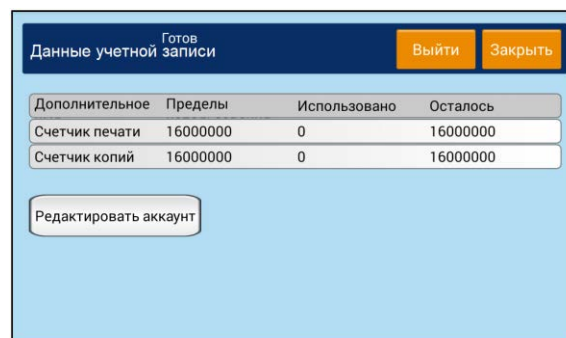 Готов
Данные учетной записи
Выйти
Закрыть
Дополнительное Пределы Использовано Осталось
Счетчик печати 16000000 0 16000000
Счетчик копий 16000000 0 16000000
Редактировать аккаунт